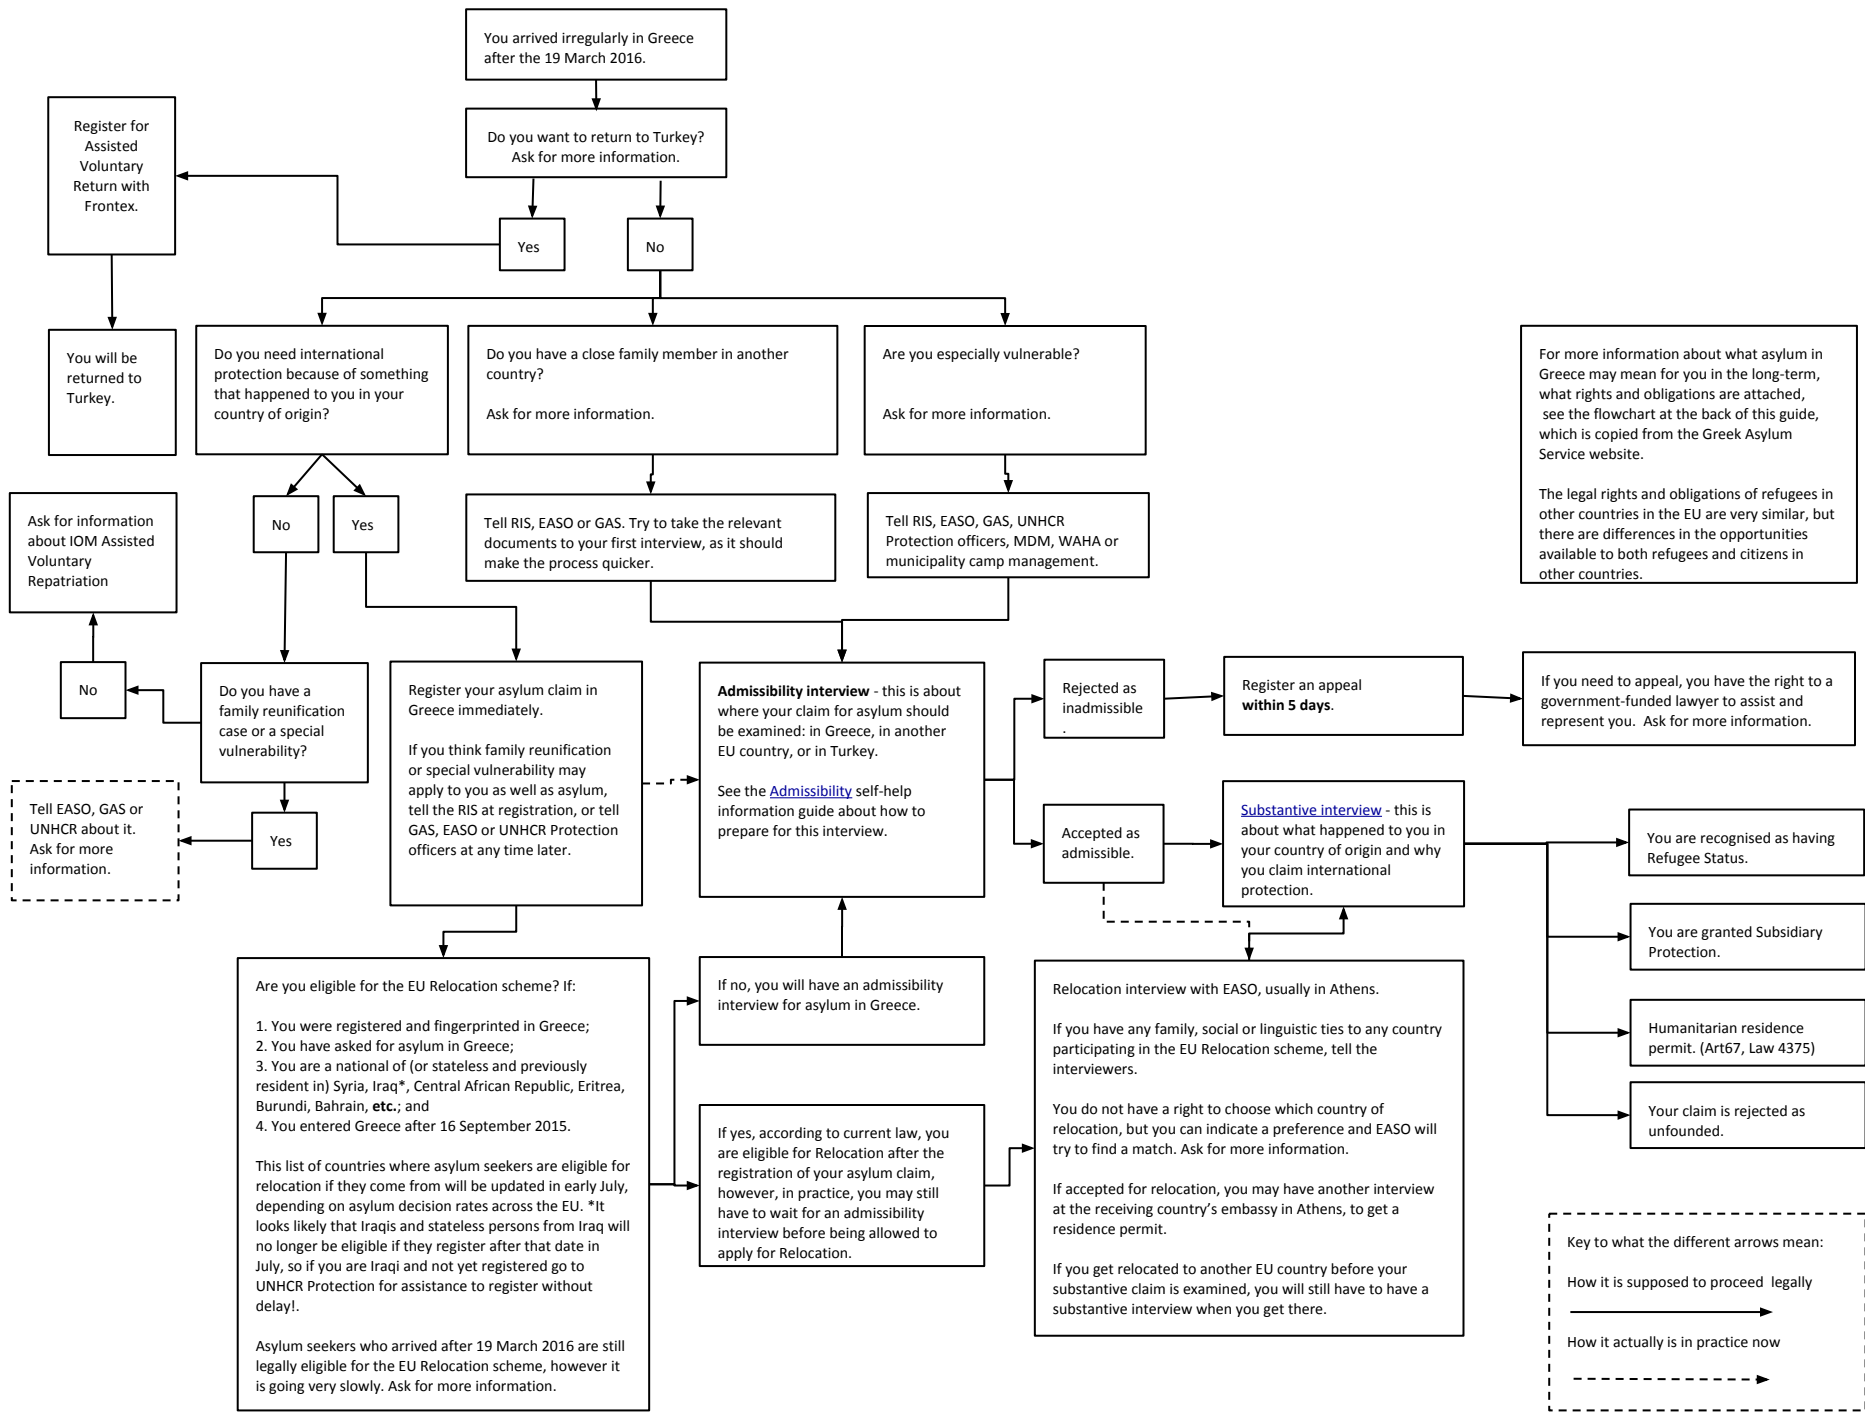 You arrived irregularly in Greece
after the 19 March 2016.
Do you want to return to Turkey?
Ask for more information.
Register for
Assisted
Voluntary
Return with
Frontex.
Yes
No
You will be
returned to
Turkey.
Do you need international
protection because of something
that happened to you in your
country of origin?
Do you have a close family member in another
country?
Ask for more information.
Are you especially vulnerable?
Ask for more information.
For more information about what asylum in
Greece may mean for you in the long-term,
what rights and obligations are attached,
see the flowchart at the back of this guide,
which is copied from the Greek Asylum
Service website.
The legal rights and obligations of refugees in
other countries in the EU are very similar, but
there are differences in the opportunities
available to both refugees and citizens in
other countries.
Ask for information
about IOM Assisted
Voluntary
Repatriation
No
Yes
Tell RIS, EASO or GAS. Try to take the relevant
documents to your first interview, as it should
make the process quicker.
Tell RIS, EASO, GAS, UNHCR
Protection officers, MDM, WAHA or
municipality camp management.
No
Do you have a
family reunification
case or a special
vulnerability?
Register your asylum claim in
Greece immediately.
If you think family reunification
or special vulnerability may
apply to you as well as asylum,
tell the RIS at registration, or tell
GAS, EASO or UNHCR Protection
officers at any time later.
Admissibility interview - this is about
where your claim for asylum should
be examined: in Greece, in another
EU country, or in Turkey.
See the Admissibility self-help
information guide about how to
prepare for this interview.
Rejected as
inadmissible
.
Register an appeal
within 5 days.
If you need to appeal, you have the right to a
government-funded lawyer to assist and
represent you. Ask for more information.
Tell EASO, GAS or
UNHCR about it.
Ask for more
information.
Yes
Accepted as
admissible.
Substantive interview - this is
about what happened to you in
your country of origin and why
you claim international
protection.
You are recognised as having
Refugee Status.
You are granted Subsidiary
Protection.
Humanitarian residence
permit. (Art67, Law 4375)
Your claim is rejected as
unfounded.
Are you eligible for the EU Relocation scheme? If:
1. You were registered and fingerprinted in Greece;
2. You have asked for asylum in Greece;
3. You are a national of (or stateless and previously
resident in) Syria, Iraq*, Central African Republic, Eritrea,
Burundi, Bahrain, etc.; and
4. You entered Greece after 16 September 2015.
This list of countries where asylum seekers are eligible for
relocation if they come from will be updated in early July,
depending on asylum decision rates across the EU. *It
looks likely that Iraqis and stateless persons from Iraq will
no longer be eligible if they register after that date in
July, so if you are Iraqi and not yet registered go to
UNHCR Protection for assistance to register without
delay!.
Asylum seekers who arrived after 19 March 2016 are still
legally eligible for the EU Relocation scheme, however it
is going very slowly. Ask for more information.
If no, you will have an admissibility
interview for asylum in Greece.
If yes, according to current law, you
are eligible for Relocation after the
registration of your asylum claim,
however, in practice, you may still
have to wait for an admissibility
interview before being allowed to
apply for Relocation.
Relocation interview with EASO, usually in Athens.
If you have any family, social or linguistic ties to any country
participating in the EU Relocation scheme, tell the
interviewers.
You do not have a right to choose which country of
relocation, but you can indicate a preference and EASO will
try to find a match. Ask for more information.
If accepted for relocation, you may have another interview
at the receiving country's embassy in Athens, to get a
residence permit.
If you get relocated to another EU country before your
substantive claim is examined, you will still have to have a
substantive interview when you get there.
Key to what the different arrows mean:
How it is supposed to proceed legally
How it actually is in practice now